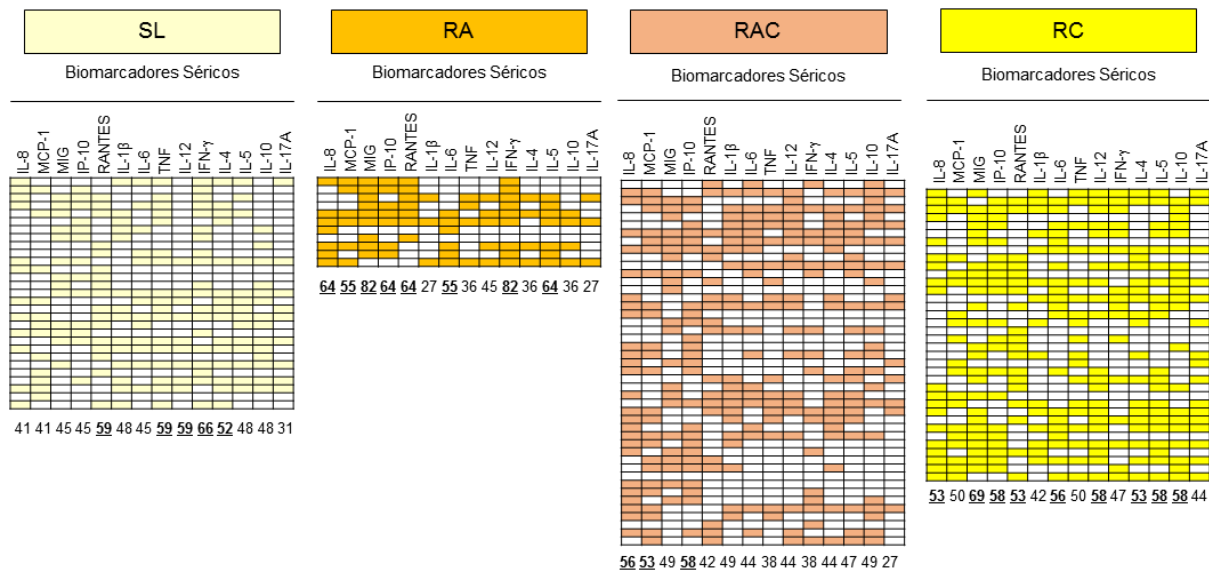 SL
RA
RAC
RC
Biomarcadores Séricos
Biomarcadores Séricos
Biomarcadores Séricos
Biomarcadores Séricos
IL-8 MCP-1 MIG IP-10 RANTES IL-1β IL-6 TNF IL-12 IFN-γ IL-4 IL-5 IL-10 IL-17A
IL-8 MCP-1 MIG IP-10 RANTES IL-1β IL-6 TNF IL-12 IFN-γ IL-4 IL-5 IL-10 IL-17A
IL-8 MCP-1 MIG IP-10 RANTES IL-1β IL-6 TNF IL-12 IFN-γ IL-4 IL-5 IL-10 IL-17A
IL-8 MCP-1 MIG IP-10 RANTES IL-1β IL-6 TNF IL-12 IFN-γ IL-4 IL-5 IL-10 IL-17A
41 41 45 45 59 48 45 59 59 66 52 48 48 31
64 55 82 64 64 27 55 36 45 82 36 64 36 27
56 53 49 58 42 49 44 38 44 38 44 47 49 27
53 50 69 58 53 42 56 50 58 47 53 58 58 44